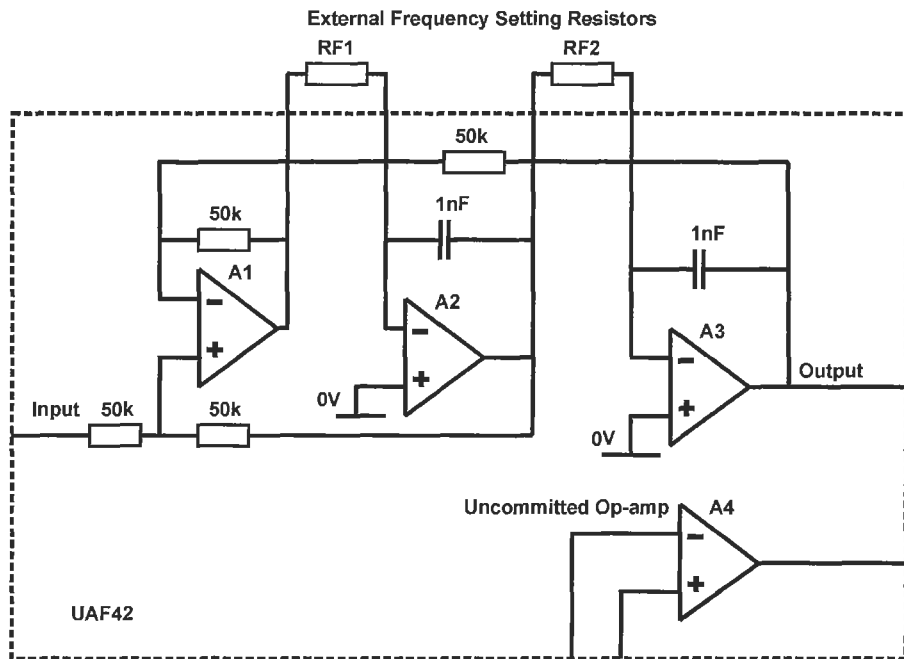 External Frequency Setting Resistors
RF1
RF2
50k
50k
1nF
1nF
A1
A2
A3
−
+
−
+
−
+
Output
Input
50k
50k
0V
0V
Uncommitted Op-amp
A4
−
+
UAF42